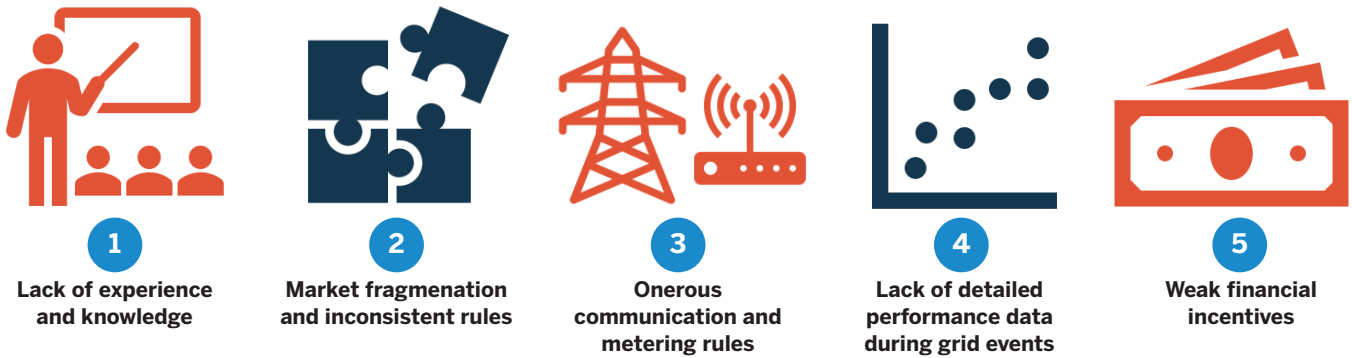 1
Lack of experience
and knowledge
2
Market fragmenation
and inconsistent rules
3
Onerous
communication and
metering rules
4
Lack of detailed
performance data
during grid events
5
Weak financial
incentives